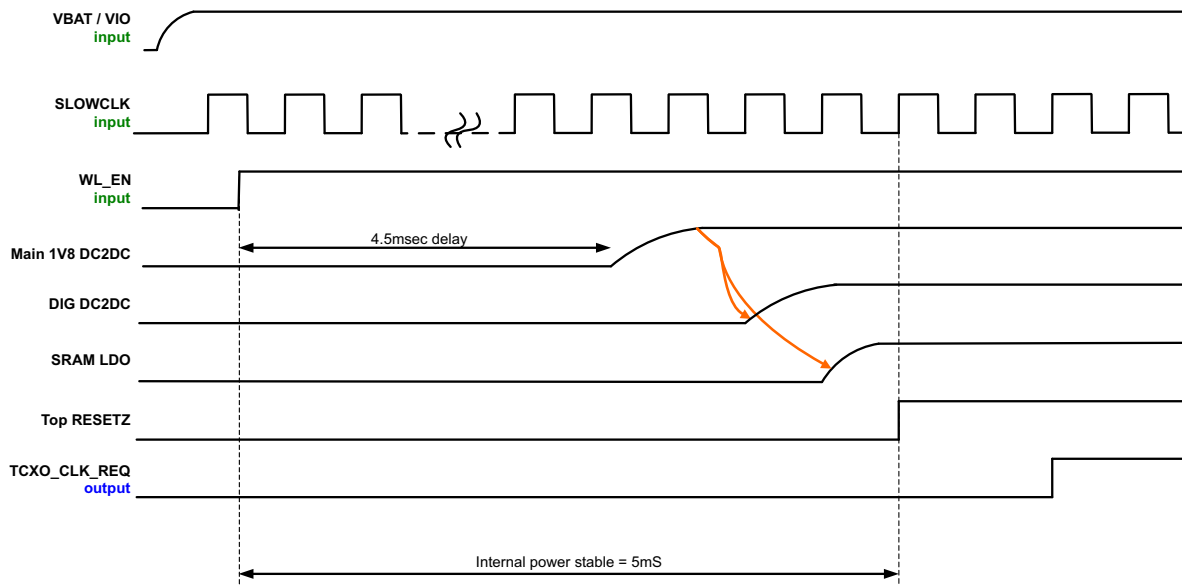 VBAT / VIO
input
SLOWCLK
input
WL_EN
input
4.5msec delay
Main 1V8 DC2DC
DIG DC2DC
SRAM LDO
Top RESETZ
TCXO_CLK_REQ
output
Internal power stable = 5mS